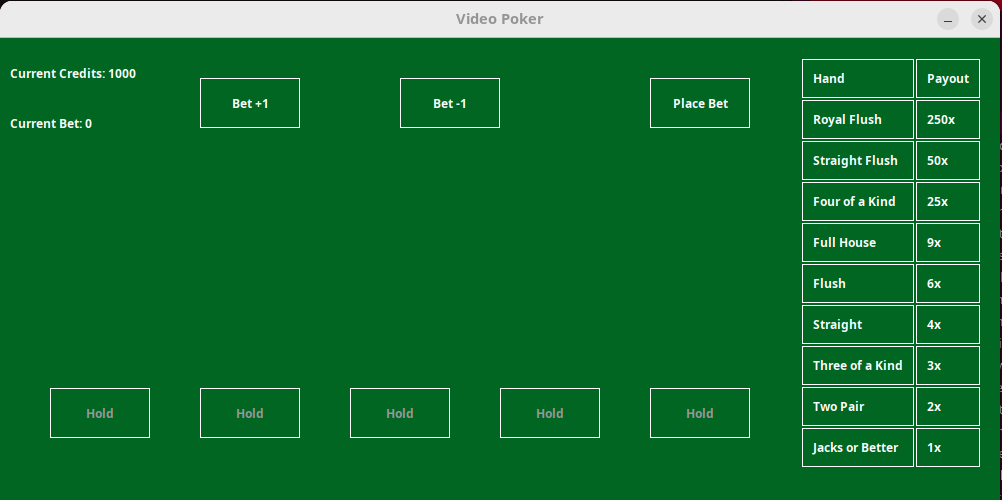 Video Poker
Current Credits: 1000
Current Bet: 0
Bet +1
Bet -1
Place Bet
Hand Payout
Royal Flush 250x
Straight Flush 50x
Four of a Kind 25x
Full House 9x
Flush 6x
Straight 4x
Three of a Kind 3x
Two Pair 2x
Jacks or Better 1x
Hold Hold Hold Hold Hold